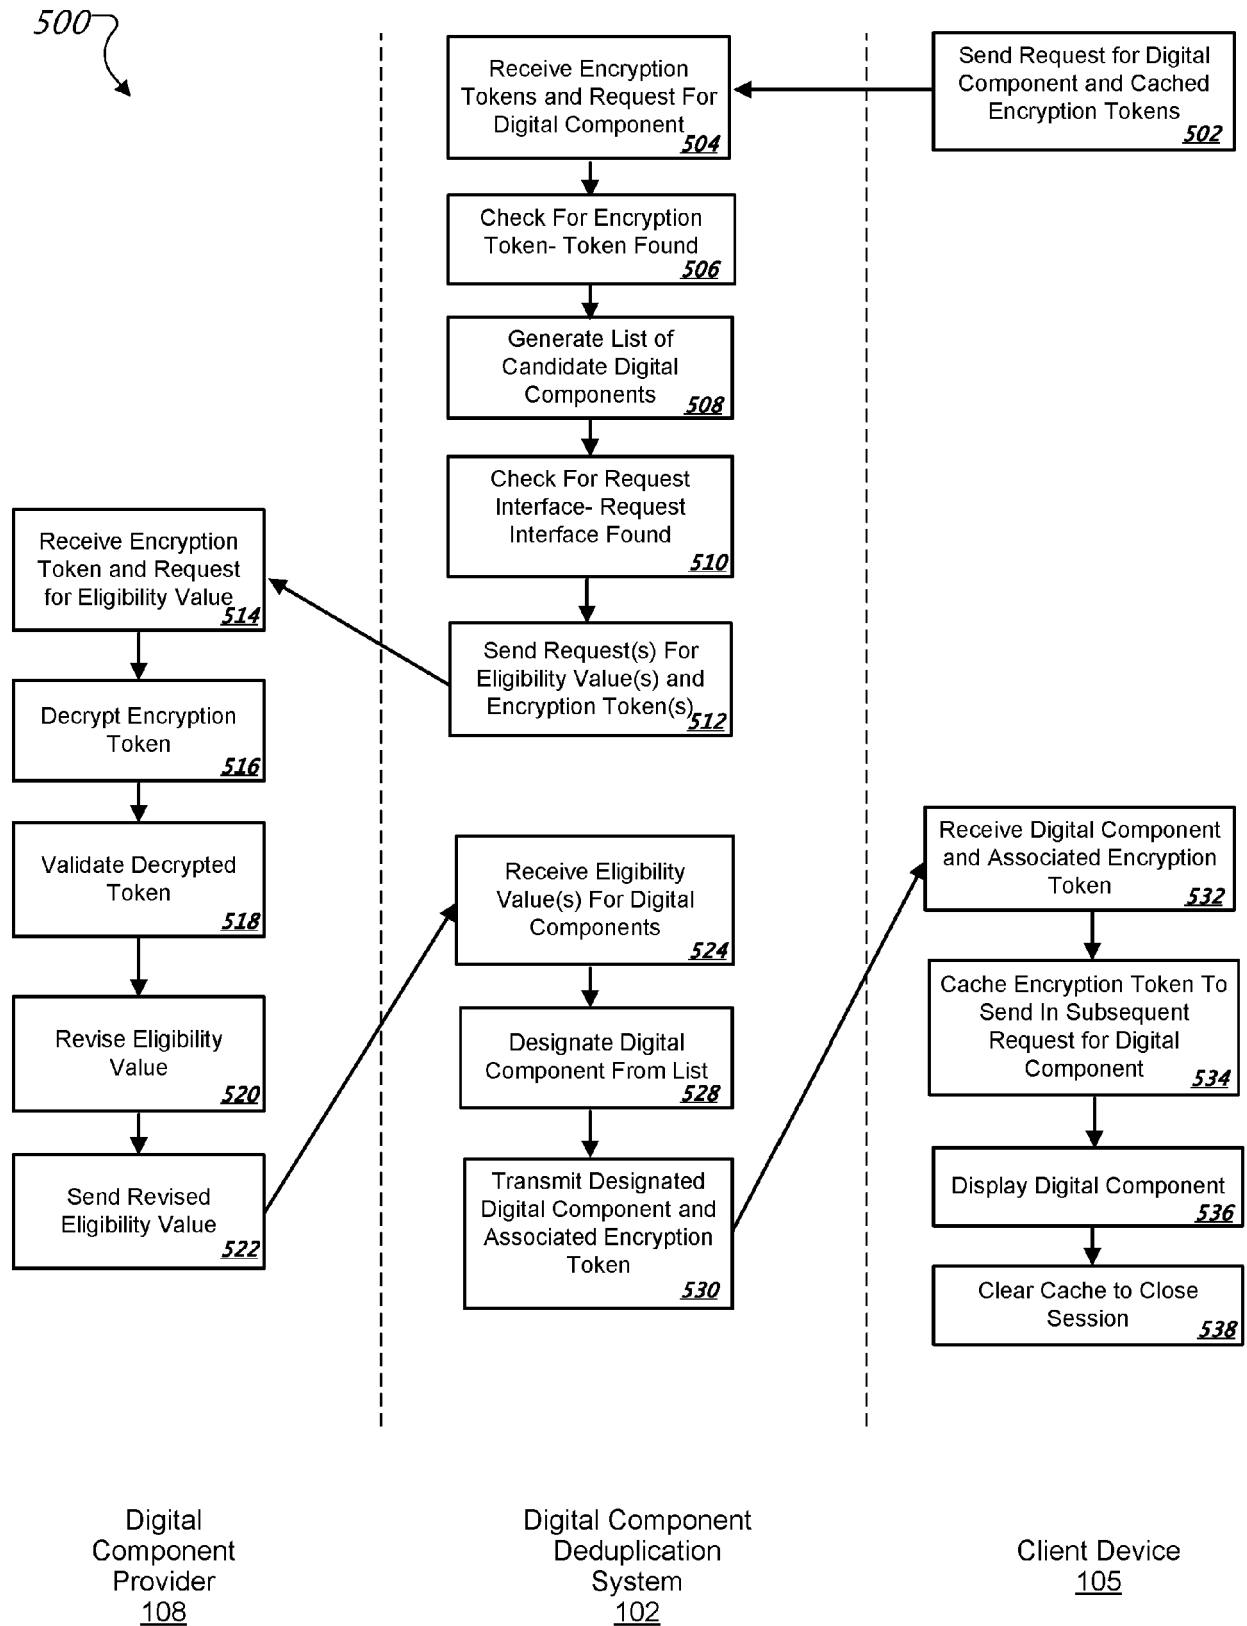 500
Send Request for Digital
Component and Cached
Encryption Tokens
502
Receive Encryption
Tokens and Request For
Digital Component
504
Check For Encryption
Token- Token Found
506
Generate List of
Candidate Digital
Components
508
Check For Request
Interface- Request
Interface Found
510
Send Request(s) For
Eligibility Value(s) and
Encryption Token(s)
512
Receive Encryption
Token and Request
for Eligibility Value
514
Decrypt Encryption
Token
516
Validate Decrypted
Token
518
Revise Eligibility
Value
520
Send Revised
Eligibility Value
522
Receive Eligibility
Value(s) For Digital
Components
524
Designate Digital
Component From List
528
Transmit Designated
Digital Component and
Associated Encryption
Token
530
Receive Digital Component
and Associated Encryption
Token
532
Cache Encryption Token To
Send In Subsequent
Request for Digital
Component
534
Display Digital Component
536
Clear Cache to Close
Session
538
Digital
Component
Provider
108
Digital Component
Deduplication
System
102
Client Device
105